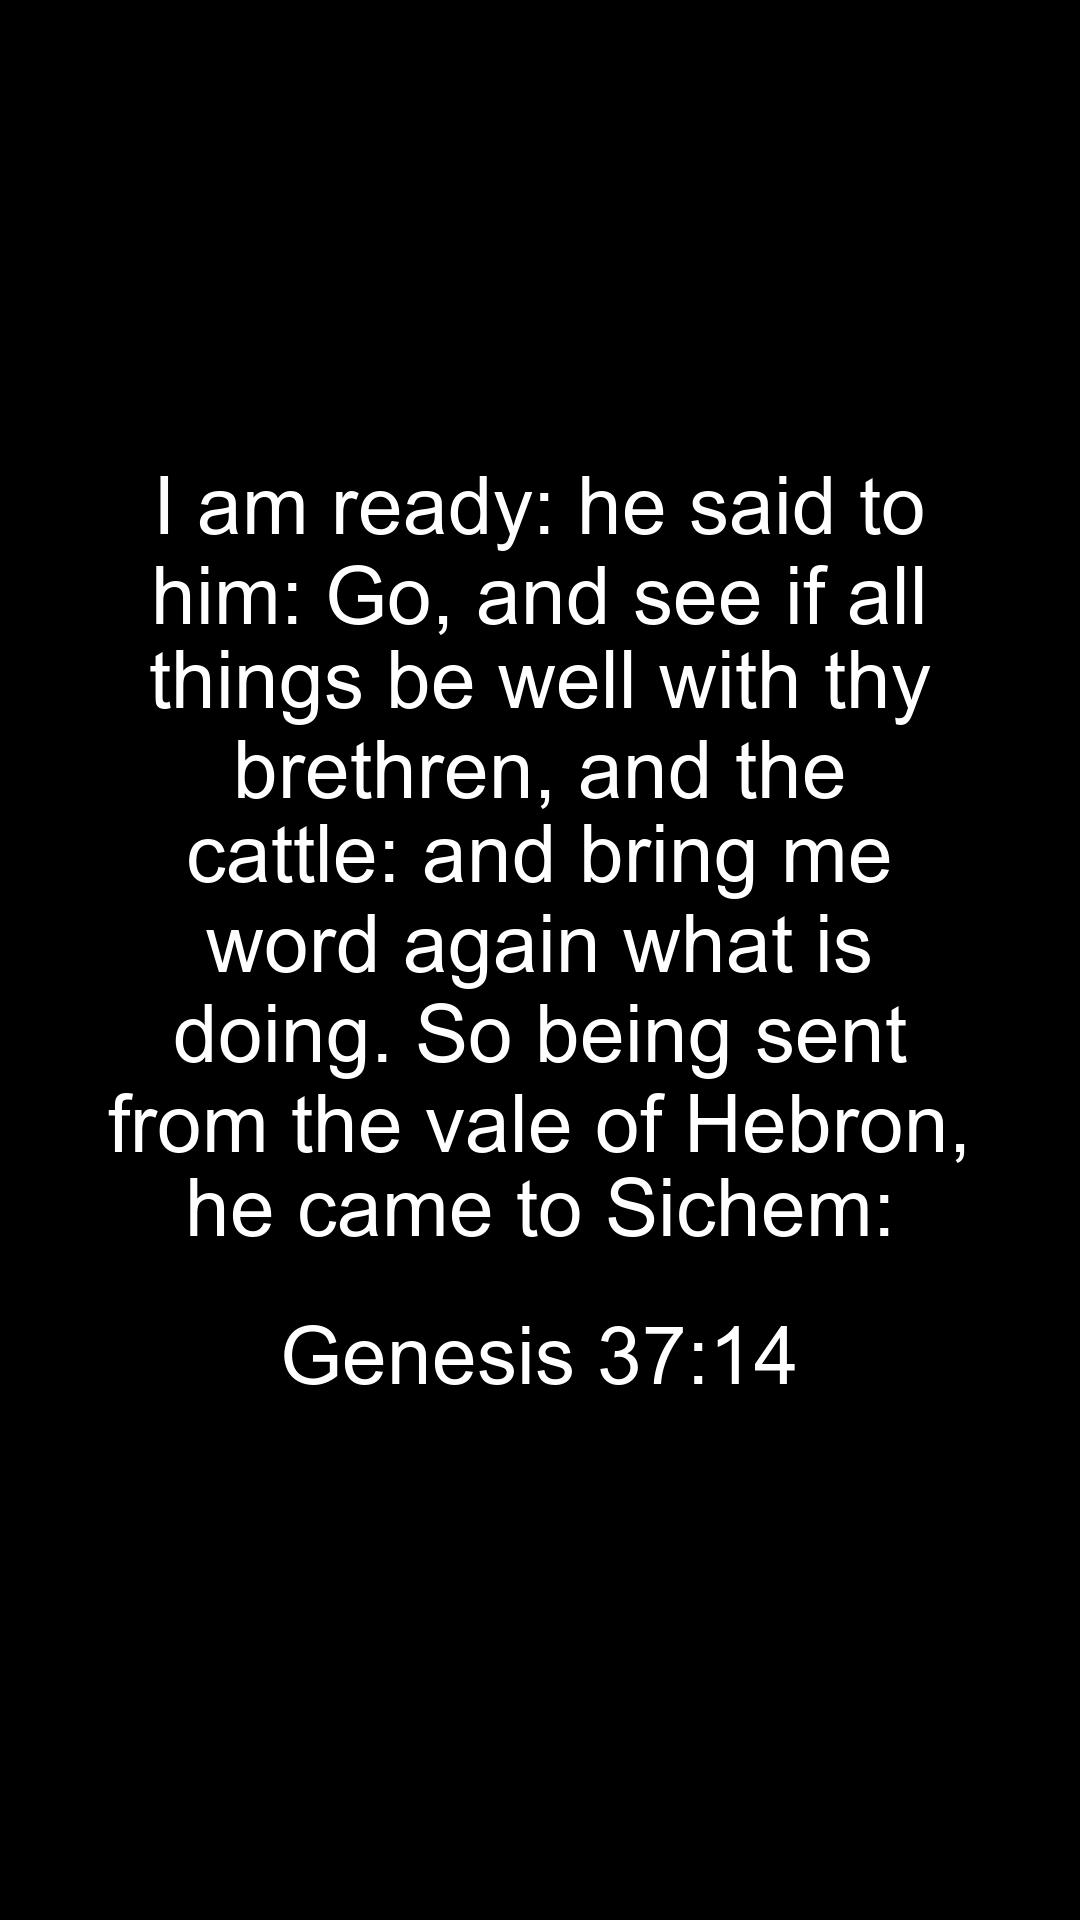 I am ready: he said to
him: Go, and see if all
things be well with thy
brethren, and the
cattle: and bring me
word again what is
doing. So being sent
from the vale of Hebron,
he came to Sichem:
Genesis 37:14